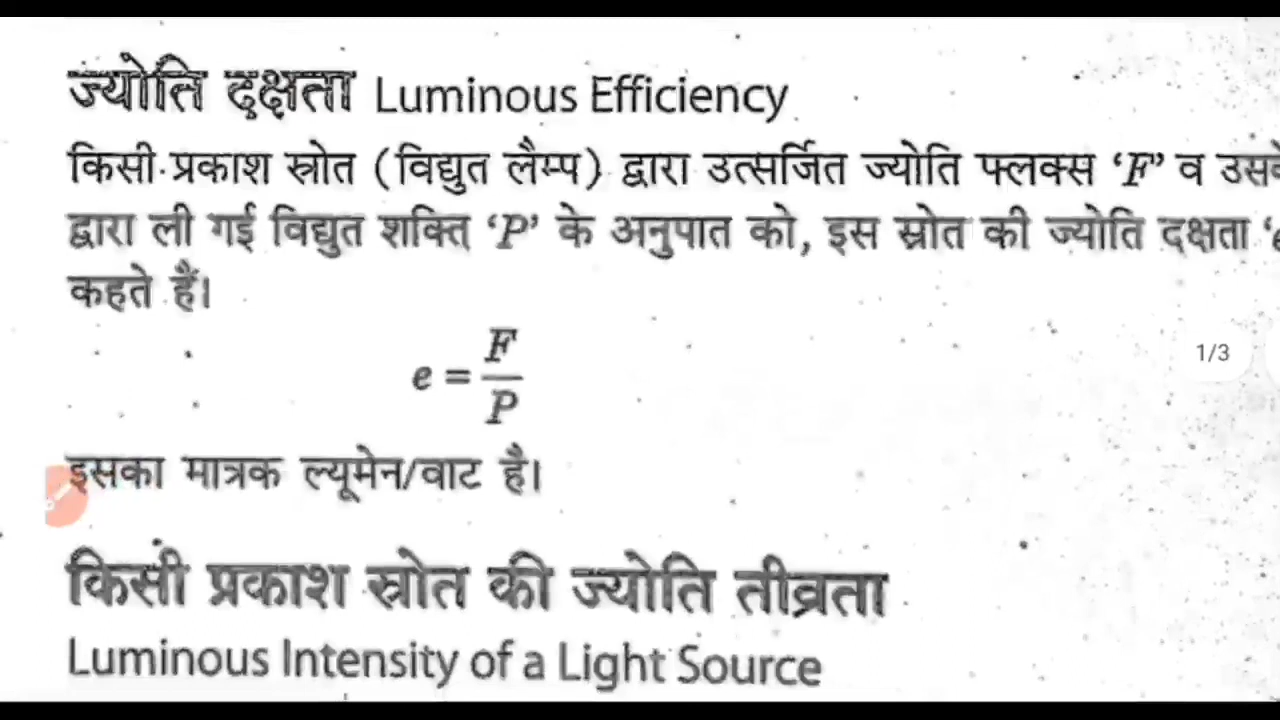 ज्योति दक्षता Luminous Efficiency
किसी प्रकाश स्रोत (विद्युत लैम्प) द्वारा उत्सर्जित ज्योति फ्लक्स ‘F’ व
द्वारा ली गई विद्युत शक्ति ‘P’ के अनुपात को, इस स्रोत की ज्योति दक्षता
कहते हैं।
e = F/P
1/3
इसका मात्रक ल्यूमेन/वाट है।
किसी प्रकाश स्रोत की ज्योति तीव्रता
Luminous Intensity of a Light Source